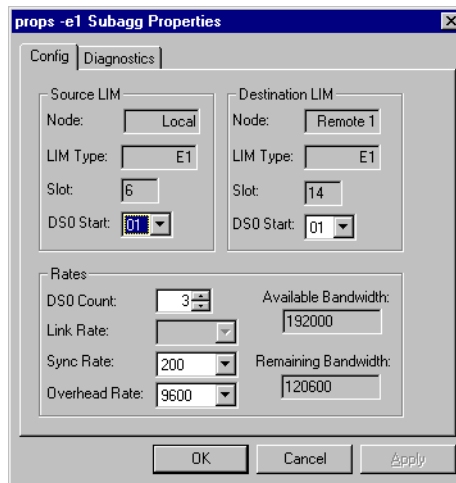 props -e1 Subagg Properties
Config Diagnostics
Source LIM
Node: Local
LIM Type: E1
Slot: 6
DS0 Start: 01
Destination LIM
Node: Remote 1
LIM Type: E1
Slot: 14
DS0 Start: 01
Rates
DS0 Count: 3
Link Rate:
Sync Rate: 200
Overhead Rate: 9600
Available Bandwidth:
192000
Remaining Bandwidth:
120600
OK Cancel Apply